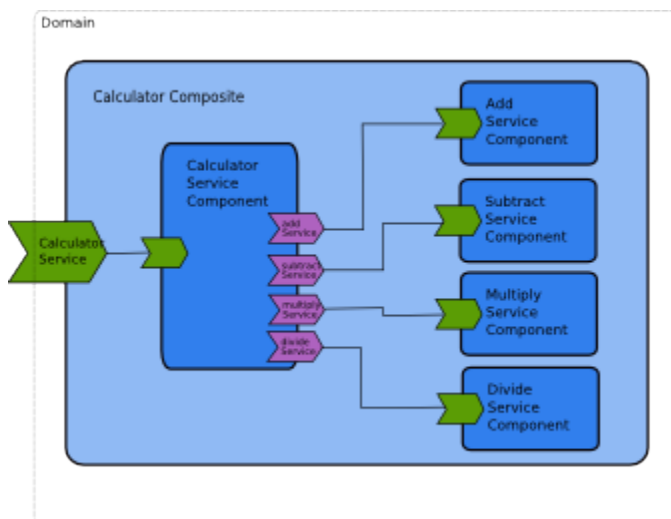 Domain
Calculator Composite
Calculator
Service
Component
Calculator
Service
add
Service
subtract
Service
multiply
Service
divide
Service
Add
Service
Component
Subtract
Service
Component
Multiply
Service
Component
Divide
Service
Component